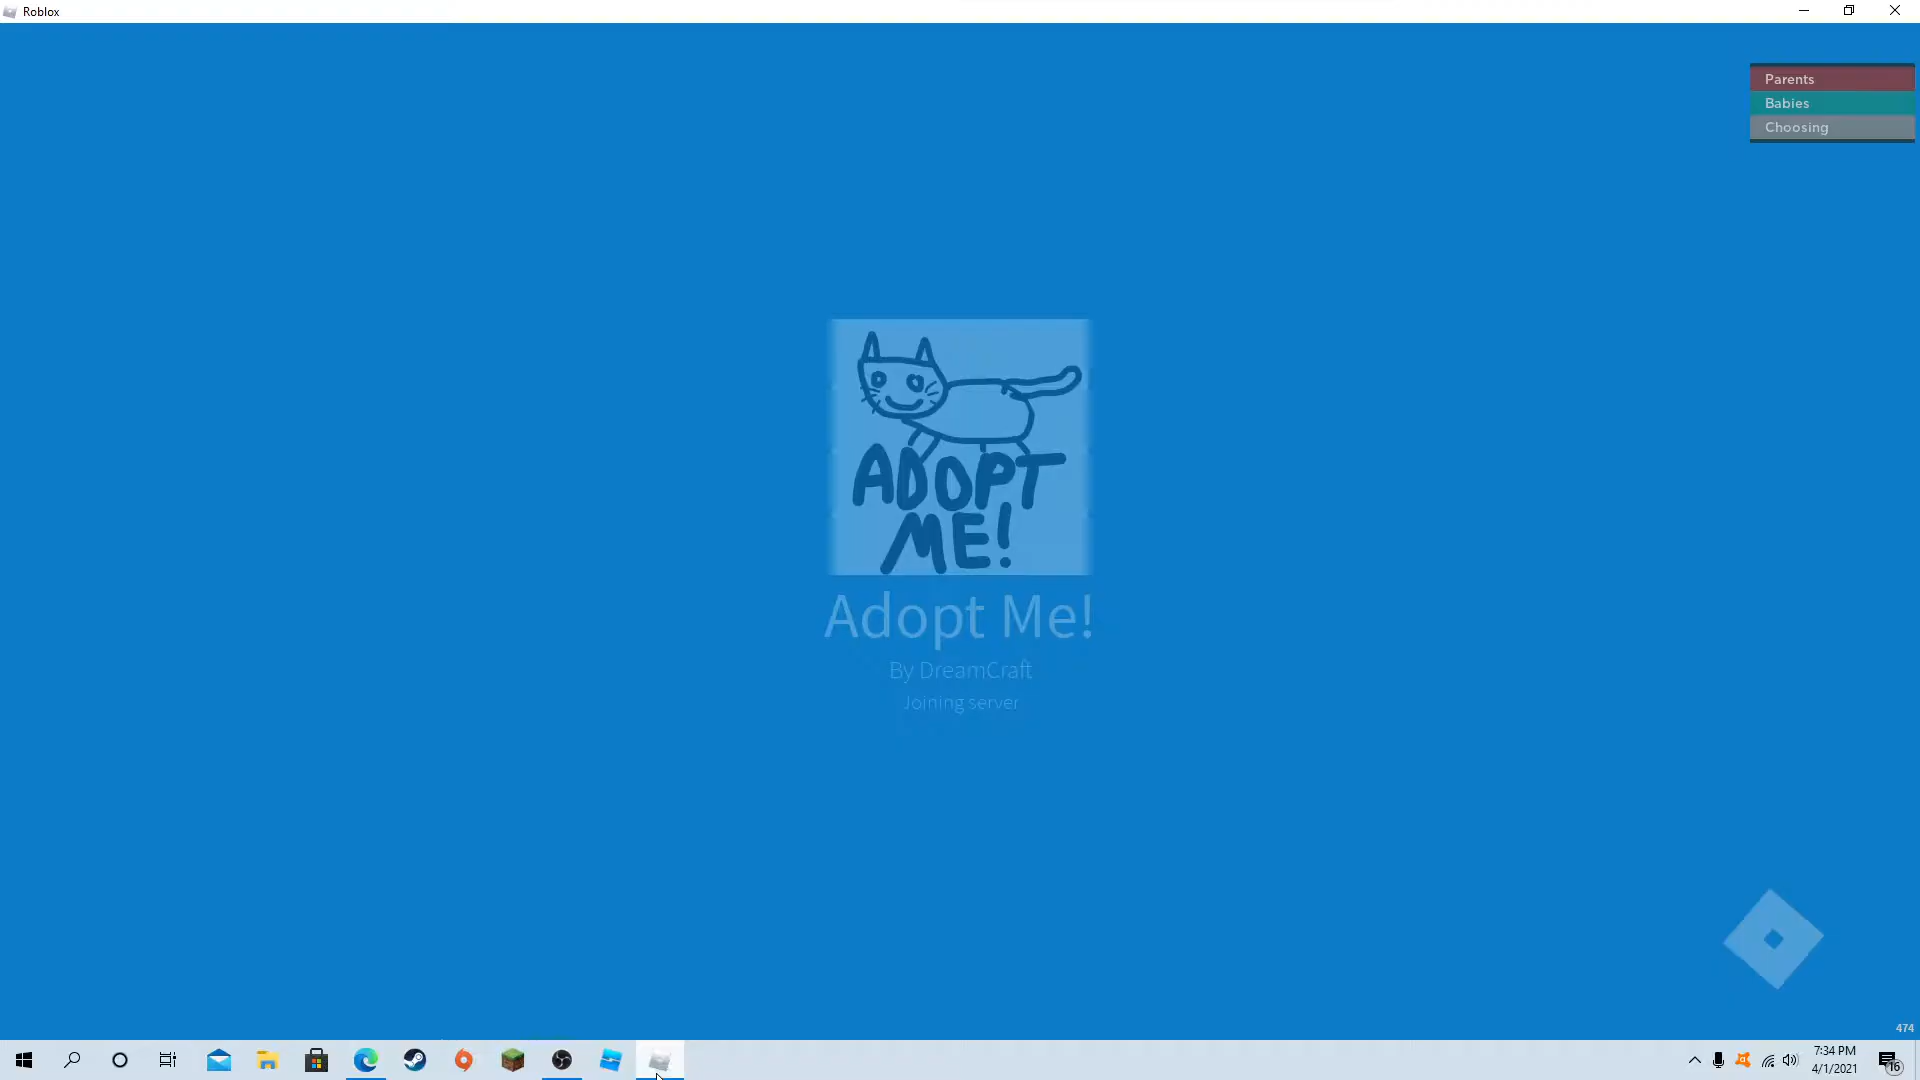 Roblox
Parents
Babies
Choosing
ADOPT
ME!
Adopt Me!
By DreamCraft
Joining server
474
7:34 PM
4/1/2021
16